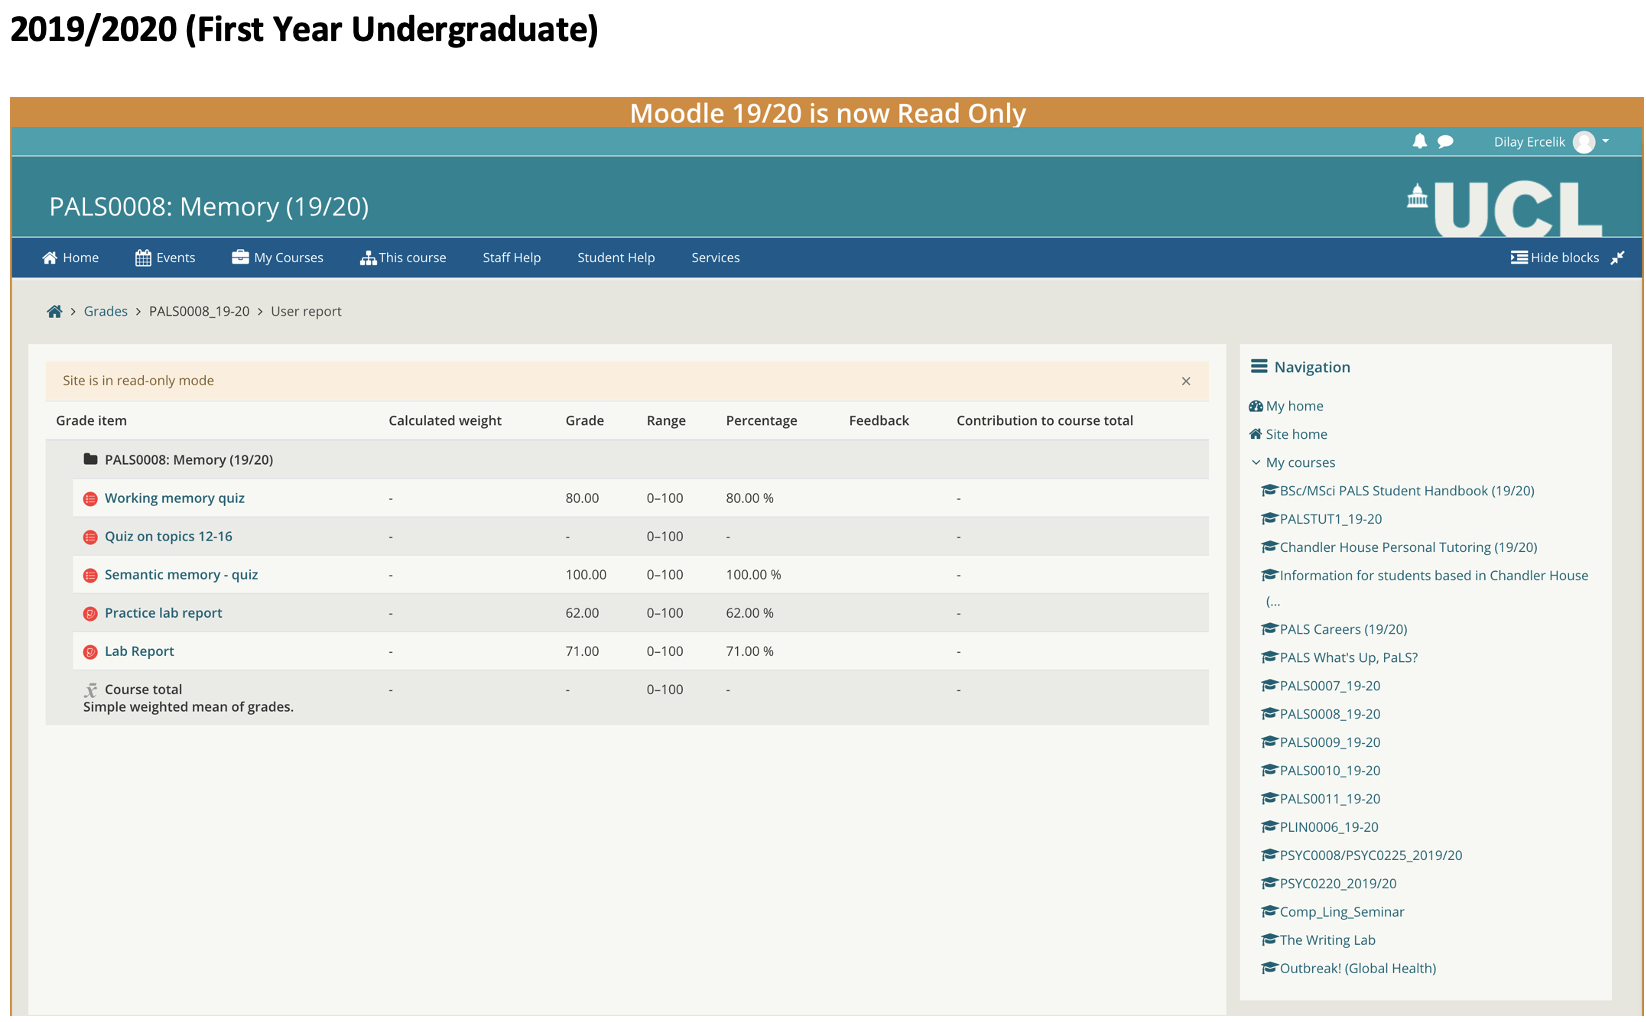 2019/2020 (First Year Undergraduate)
Moodle 19/20 is now Read Only
Dilay Ercelik
PALS0008: Memory (19/20)
UCL
Home Events My Courses This course Staff Help Student Help Services Hide blocks
> Grades > PALS0008_19-20 > User report
Site is in read-only mode ×
Grade item Calculated weight Grade Range Percentage Feedback Contribution to course total
PALS0008: Memory (19/20)
Working memory quiz - 80.00 0–100 80.00 % -
Quiz on topics 12-16 - - 0–100 - -
Semantic memory - quiz - 100.00 0–100 100.00 % -
Practice lab report - 62.00 0–100 62.00 % -
Lab Report - 71.00 0–100 71.00 % -
Course total - - 0–100 - -
Simple weighted mean of grades.
Navigation
My home
Site home
My courses
BSc/MSci PALS Student Handbook (19/20)
PALSTUT1_19-20
Chandler House Personal Tutoring (19/20)
Information for students based in Chandler House
(...
PALS Careers (19/20)
PALS What's Up, PaLS?
PALS0007_19-20
PALS0008_19-20
PALS0009_19-20
PALS0010_19-20
PALS0011_19-20
PLIN0006_19-20
PSYC0008/PSYC0225_2019/20
PSYC0220_2019/20
Comp_Ling_Seminar
The Writing Lab
Outbreak! (Global Health)